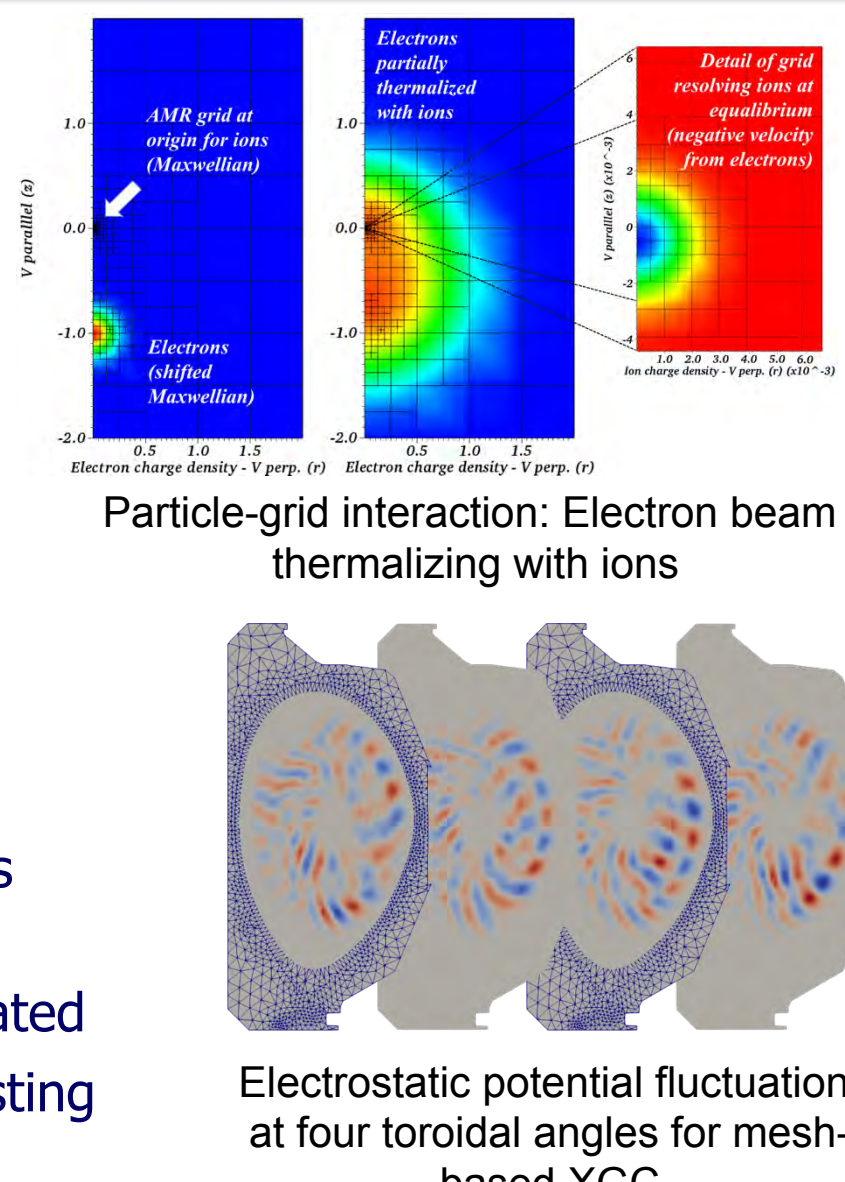 Electrons
partially
thermalized
with ions
AMR grid at
origin for ions
(Maxwellian)
Electrons
(shifted
Maxwellian)
Detail of grid
resolving ions at
equalibrium
(negative velocity
from electrons)
V paralllel (z)
1.0
0.0
-1.0
-2.0
0.5 1.0 1.5
Electron charge density - V perp. (r)
1.0
0.0
-1.0
-2.0
0.5 1.0 1.5
Electron charge density - V perp. (r)
V paralllel (z) (x10^-3)
6
4
2
0
-2
-4
1.0 2.0 3.0 4.0 5.0 6.0
Ion charge density - V perp. (r) (x10^-3)
Particle-grid interaction: Electron beam
thermalizing with ions
s
ated
sting
Electrostatic potential fluctuation
at four toroidal angles for mesh-
based XGC